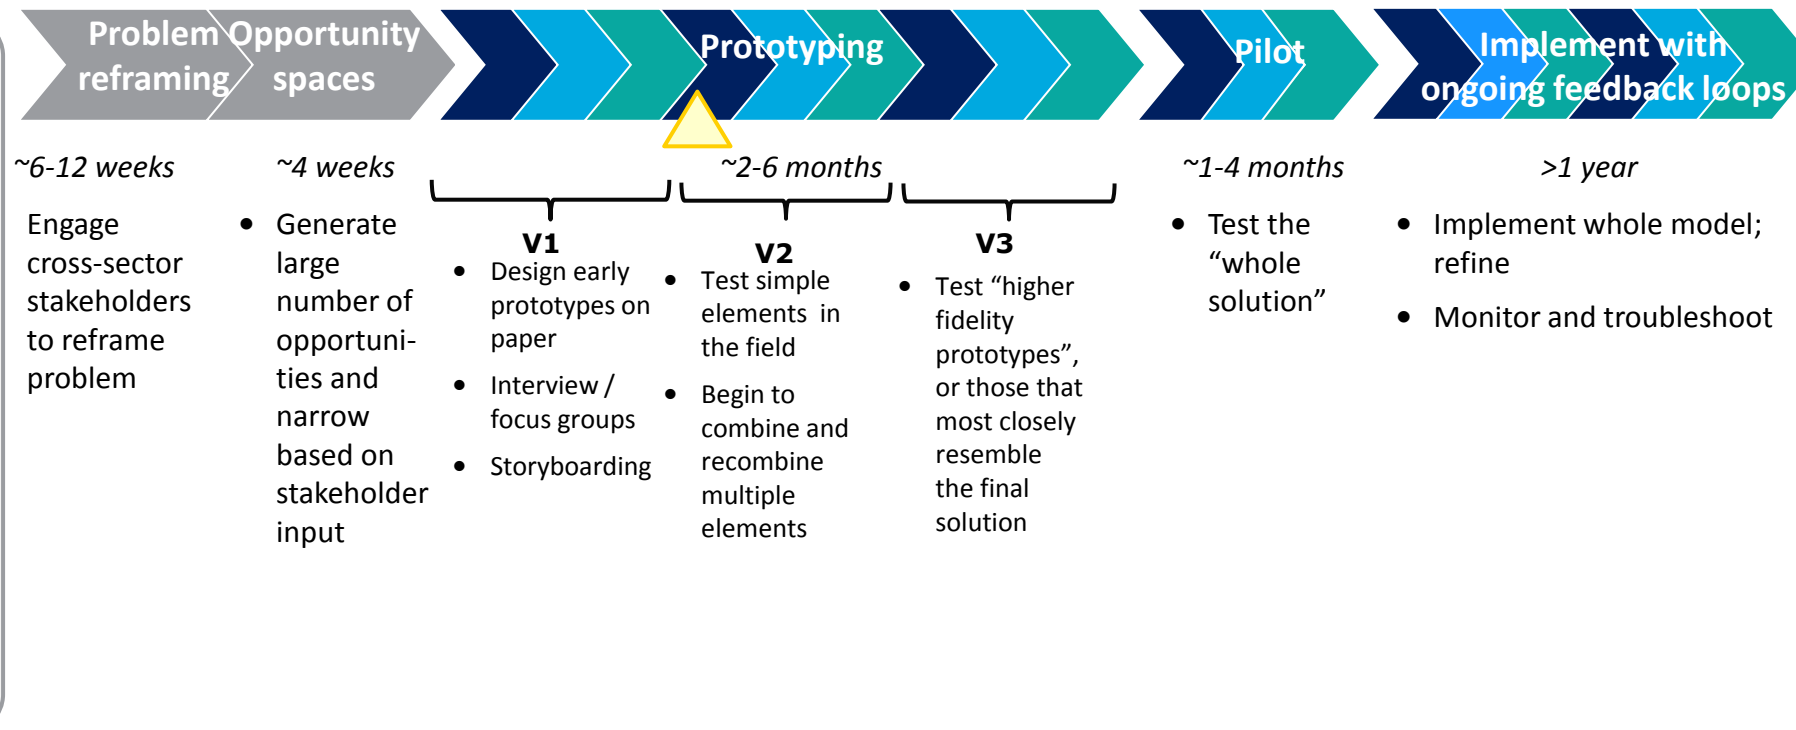 Problem
reframing
Opportunity
spaces
Prototyping
Pilot
Implement with
ongoing feedback loops
~6-12 weeks
~4 weeks
~2-6 months
~1-4 months
>1 year
Engage
cross-sector
stakeholders
to reframe
problem
• Generate
large
number of
opportuni-
ties and
narrow
based on
stakeholder
input
V1
• Design early
prototypes on
paper
• Interview /
focus groups
• Storyboarding
V2
• Test simple
elements in
the field
• Begin to
combine and
recombine
multiple
elements
V3
• Test “higher
fidelity
prototypes”,
or those that
most closely
resemble
the final
solution
• Test the
“whole
solution”
• Implement whole model;
refine
• Monitor and troubleshoot